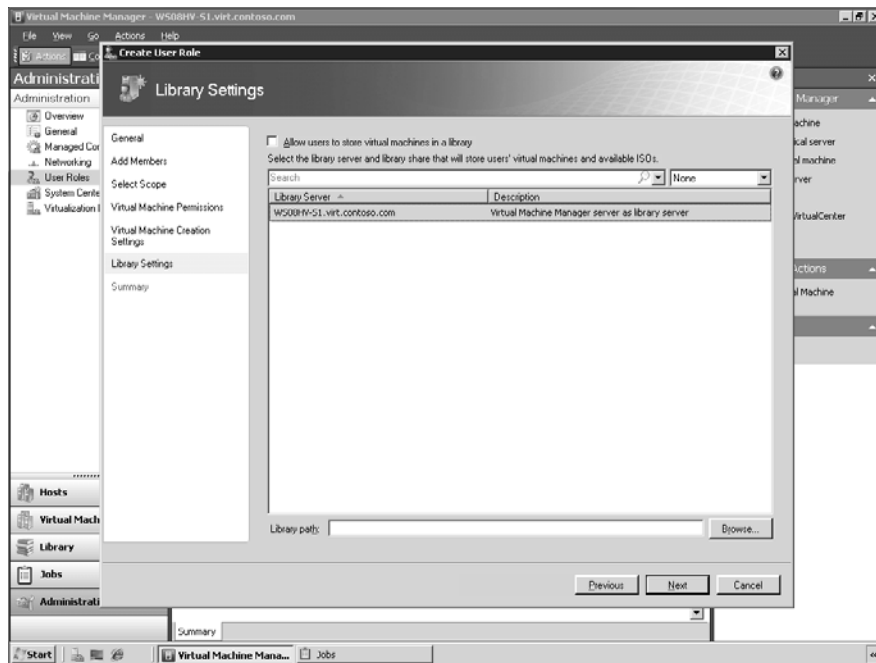 Virtual Machine Manager - WS08HV-S1.virt.contoso.com
File View Go Actions Help
Actions
Create User Role
Administrati
Library Settings
Administration
Overview
General
Managed Cor
Networking
User Roles
System Cente
Virtualization
General
Add Members
Select Scope
Virtual Machine Permissions
Virtual Machine Creation
Settings
Library Settings
Summary
Allow users to store virtual machines in a library
Select the library server and library share that will store users' virtual machines and available ISOs.
Search
None
Library Server
Description
WS08HV-S1.virt.contoso.com
Virtual Machine Manager server as library server
Library path:
Browse...
Previous
Next
Cancel
Manager
achine
ical server
al machine
rver
VirtualCenter
Actions
al Machine
Hosts
Virtual Mach
Library
Jobs
Administrati
Summary
Start
Virtual Machine Mana...
Jobs